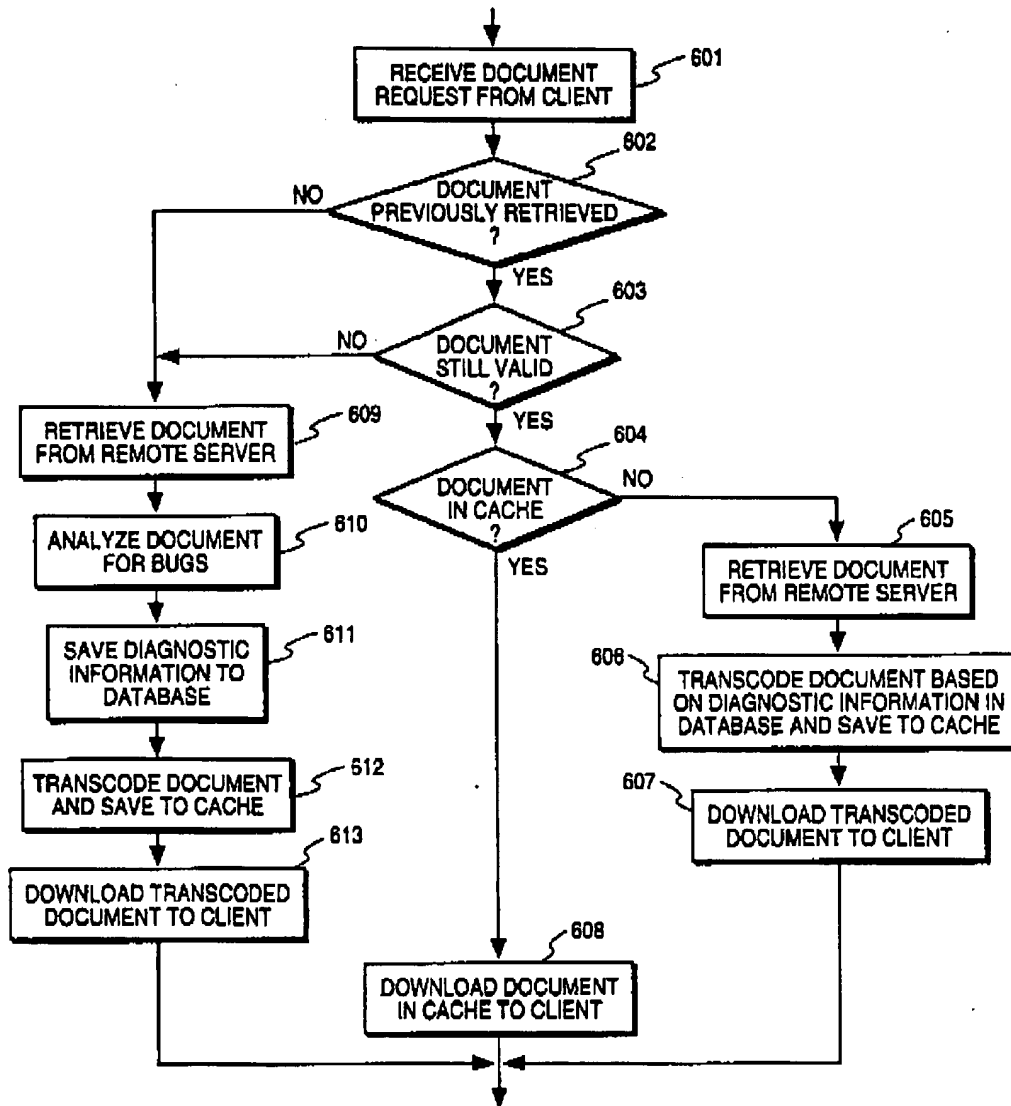 RECEIVE DOCUMENT
REQUEST FROM CLIENT
601
602
DOCUMENT
PREVIOUSLY RETRIEVED
?
NO
YES
603
DOCUMENT
STILL VALID
?
NO
YES
604
DOCUMENT
IN CACHE
?
NO
YES
609
RETRIEVE DOCUMENT
FROM REMOTE SERVER
610
ANALYZE DOCUMENT
FOR BUGS
611
SAVE DIAGNOSTIC
INFORMATION TO
DATABASE
612
TRANSCODE DOCUMENT
AND SAVE TO CACHE
613
DOWNLOAD TRANSCODED
DOCUMENT TO CLIENT
605
RETRIEVE DOCUMENT
FROM REMOTE SERVER
606
TRANSCODE DOCUMENT BASED
ON DIAGNOSTIC INFORMATION IN
DATABASE AND SAVE TO CACHE
607
DOWNLOAD TRANSCODED
DOCUMENT TO CLIENT
608
DOWNLOAD DOCUMENT
IN CACHE TO CLIENT